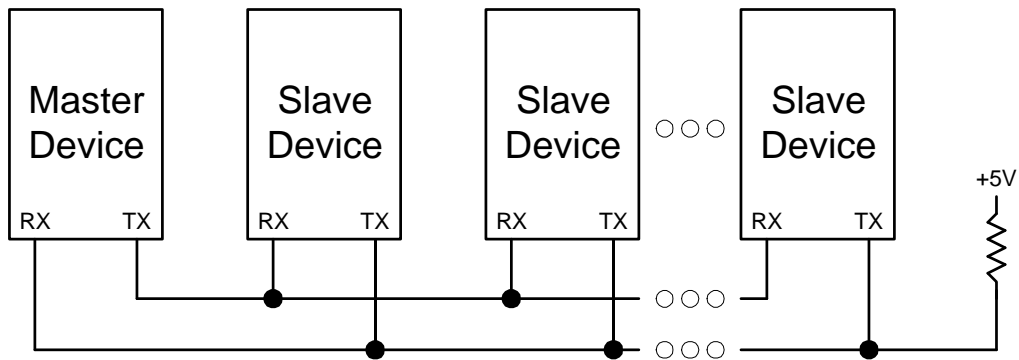 Master
Device
Slave
Device
Slave
Device
Slave
Device
+5V
RX TX
RX TX
RX TX
RX TX